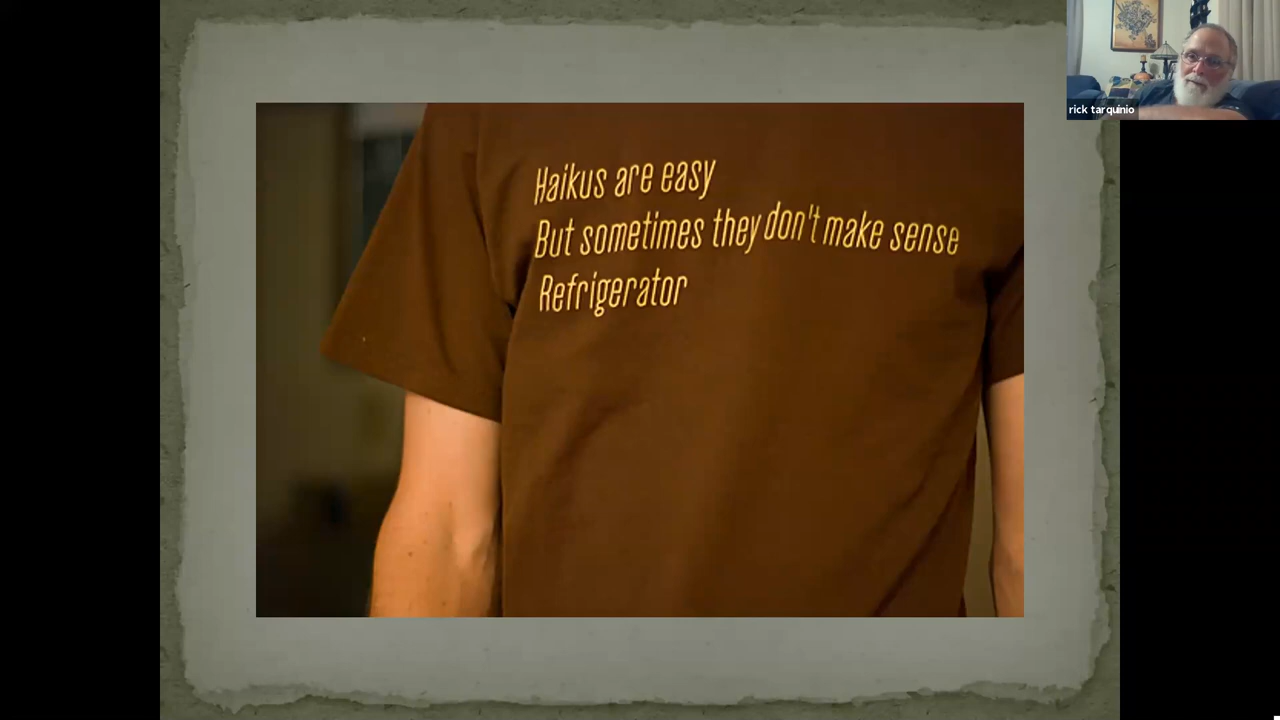 rick tarquinio
Haikus are easy
But sometimes they don't make sense
Refrigerator